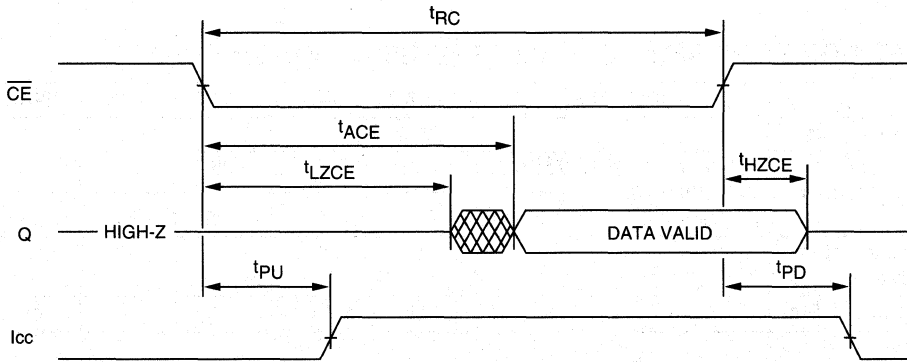 tRC
CE
tACE
tHZCE
tLZCE
Q HIGH-Z DATA VALID
tPU tPD
Icc